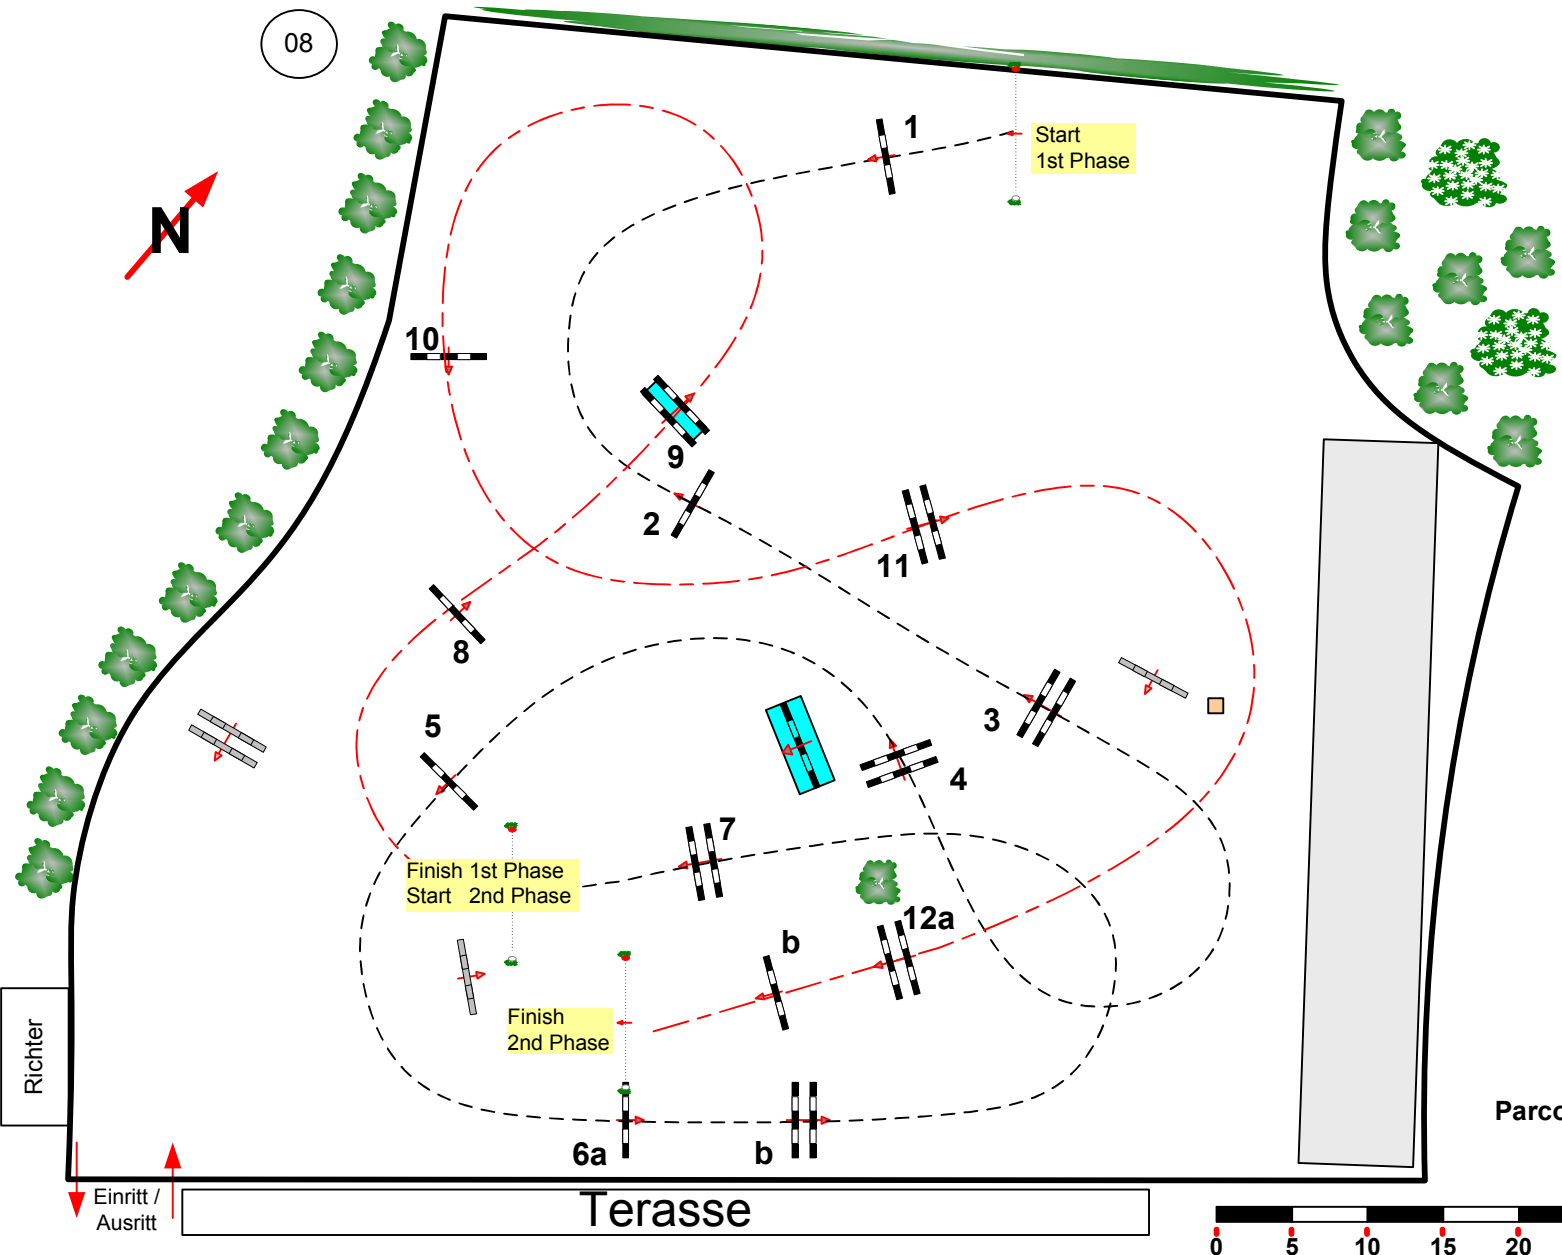 08
1
Start
1st Phase
N
10
9
2
11
8
3
5
4
7
Finish 1st Phase
Start 2nd Phase
12a
b
Finish
2nd Phase
Richter
6a
b
Parco
Einritt /
Ausritt
Terasse
0 5 10 15 20